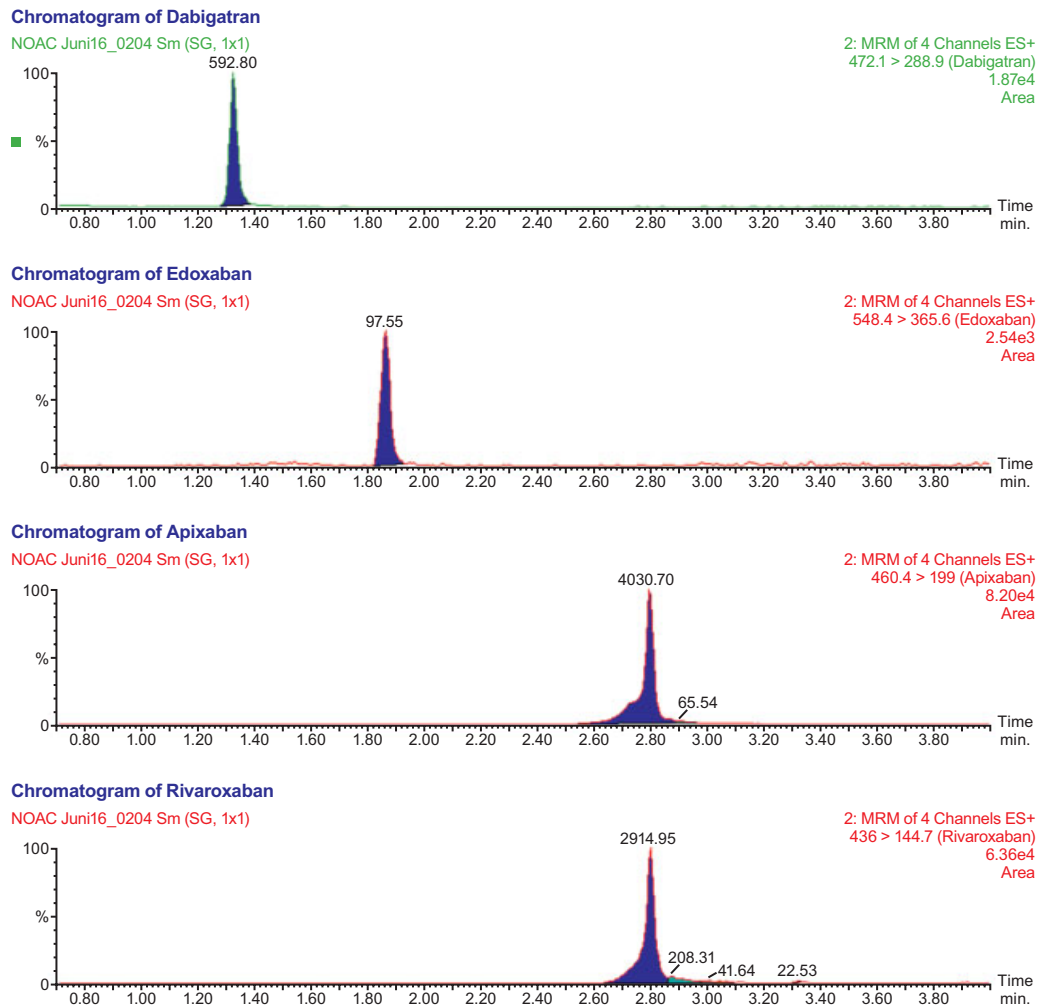 Chromatogram of Dabigatran
NOAC Juni16_0204 Sm (SG, 1x1)
2: MRM of 4 Channels ES+
472.1 > 288.9 (Dabigatran)
1.87e4
Area
592.80
100
%
0
0.80 1.00 1.20 1.40 1.60 1.80 2.00 2.20 2.40 2.60 2.80 3.00 3.20 3.40 3.60 3.80
Time
min.
Chromatogram of Edoxaban
NOAC Juni16_0204 Sm (SG, 1x1)
2: MRM of 4 Channels ES+
548.4 > 365.6 (Edoxaban)
2.54e3
Area
97.55
100
%
0
0.80 1.00 1.20 1.40 1.60 1.80 2.00 2.20 2.40 2.60 2.80 3.00 3.20 3.40 3.60 3.80
Time
min.
Chromatogram of Apixaban
NOAC Juni16_0204 Sm (SG, 1x1)
2: MRM of 4 Channels ES+
460.4 > 199 (Apixaban)
8.20e4
Area
4030.70
100
%
65.54
0
0.80 1.00 1.20 1.40 1.60 1.80 2.00 2.20 2.40 2.60 2.80 3.00 3.20 3.40 3.60 3.80
Time
min.
Chromatogram of Rivaroxaban
NOAC Juni16_0204 Sm (SG, 1x1)
2: MRM of 4 Channels ES+
436 > 144.7 (Rivaroxaban)
6.36e4
Area
2914.95
100
%
208.31
41.64
22.53
0
0.80 1.00 1.20 1.40 1.60 1.80 2.00 2.20 2.40 2.60 2.80 3.00 3.20 3.40 3.60 3.80
Time
min.